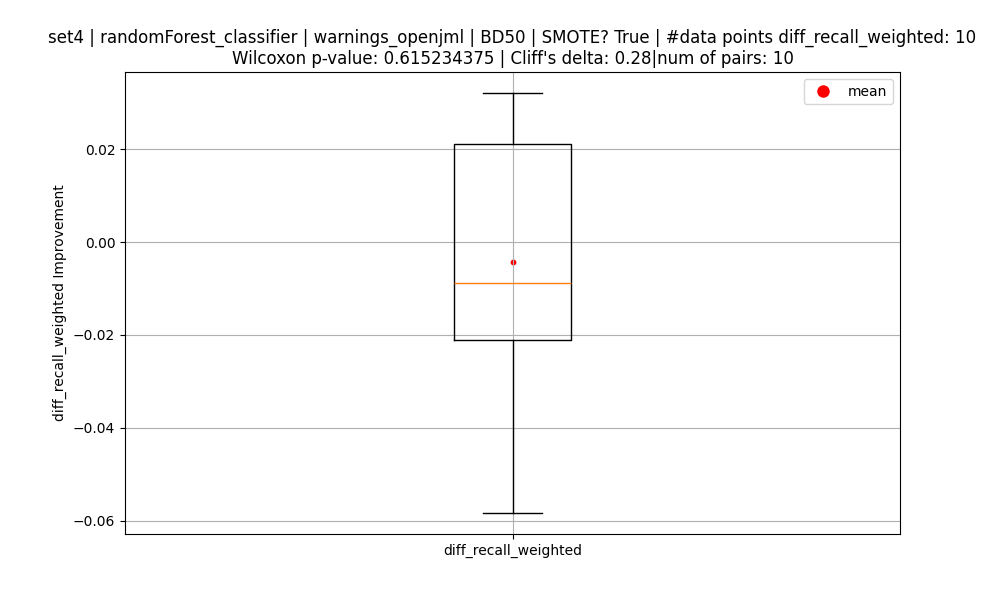 set4 | randomForest_classifier | warnings_openjml | BD50 | SMOTE? True | #data points diff_recall_weighted: 10
Wilcoxon p-value: 0.615234375 | Cliff's delta: 0.28|num of pairs: 10
mean
0.02
0.00
−0.02
−0.04
−0.06
diff_recall_weighted Improvement
diff_recall_weighted